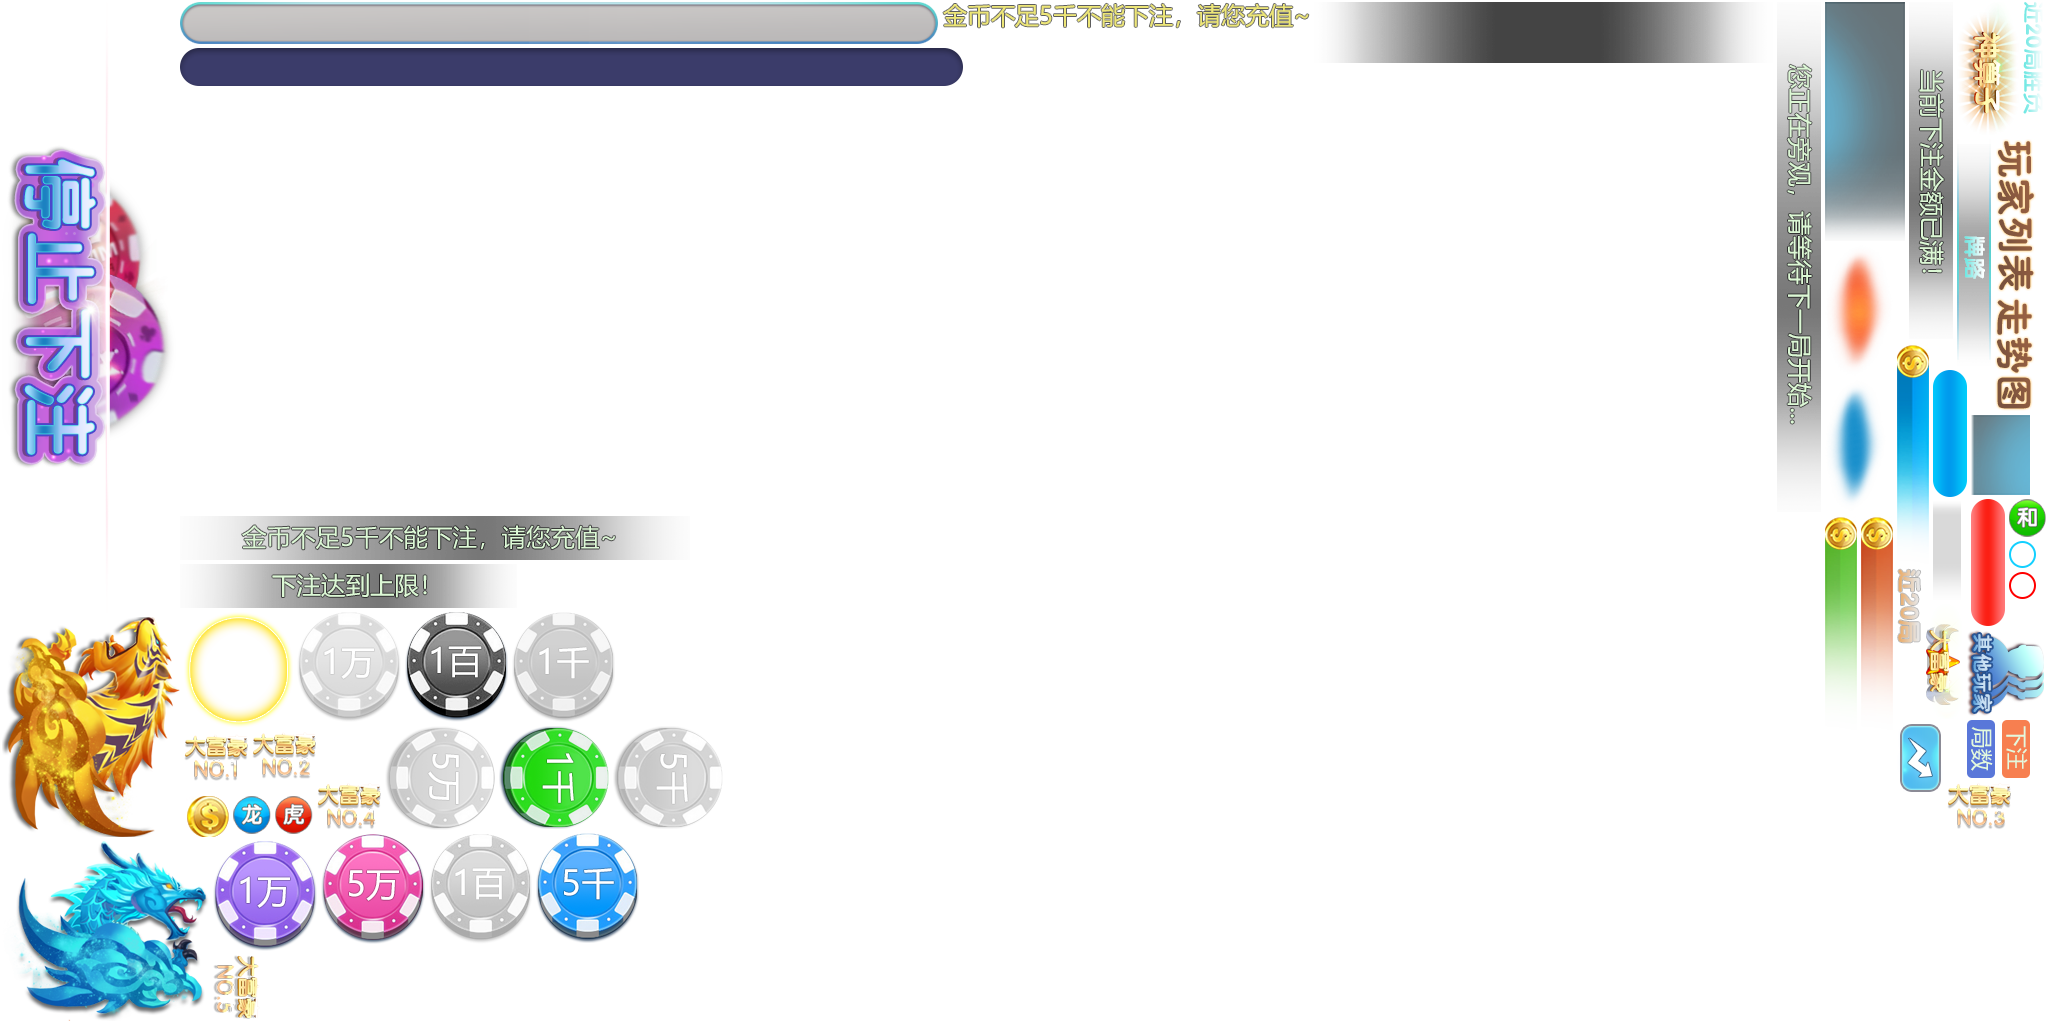 金币不足5千不能下注，请您充值~
近20局胜负
神算子
您正在旁观，请等待下一局开始...
当前下注金额已满！
玩家列表
走势图
牌路
停止下注
金币不足5千不能下注，请您充值~
下注达到上限！
和
近20局
大富豪
其他玩家
1万
1百
1千
局数
下注
大富豪
NO.1
大富豪
NO.2
5万
1千
5千
大富豪
NO.4
大富豪
NO.3
龙
虎
1万
5万
1百
5千
大富豪
NO.5